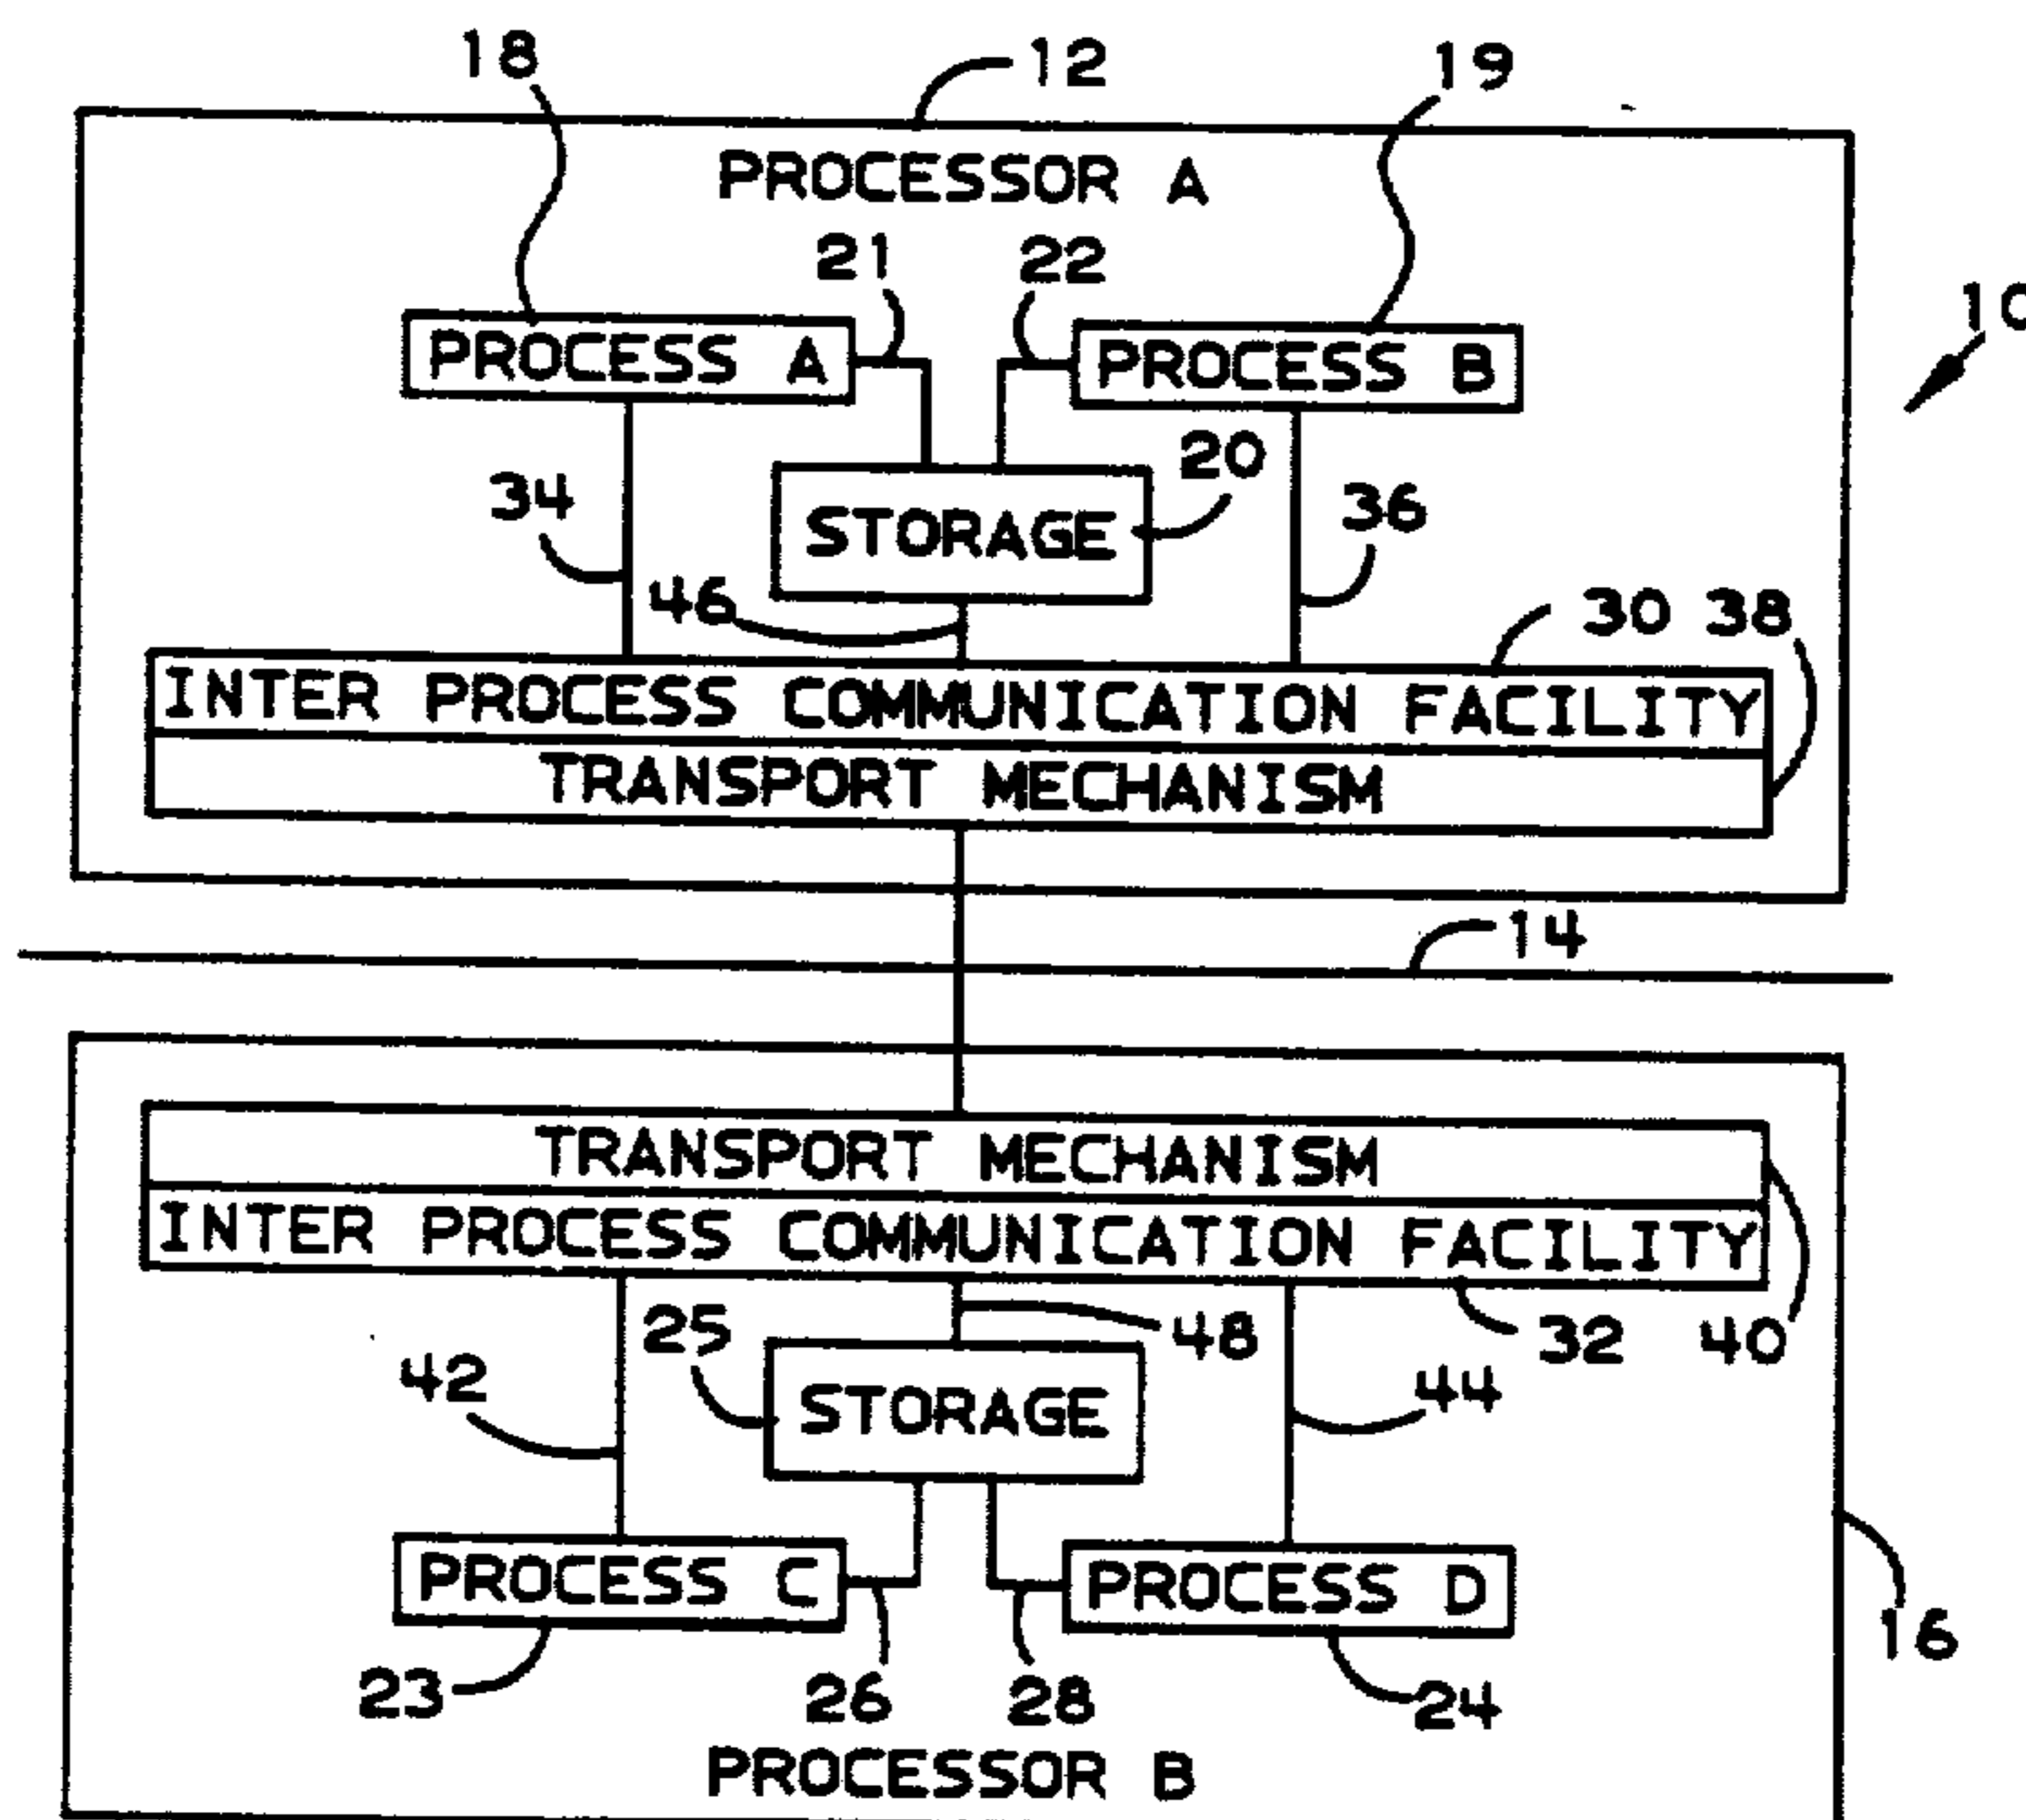 18 12 19
PROCESSOR A
21 22
10
PROCESS A PROCESS B
20
34 STORAGE 36
46 30 38
INTER PROCESS COMMUNICATION FACILITY
TRANSPORT MECHANISM
14
TRANSPORT MECHANISM
INTER PROCESS COMMUNICATION FACILITY
25 48 32 40
42 STORAGE 44
PROCESS C PROCESS D
16
23 26 28 24
PROCESSOR B